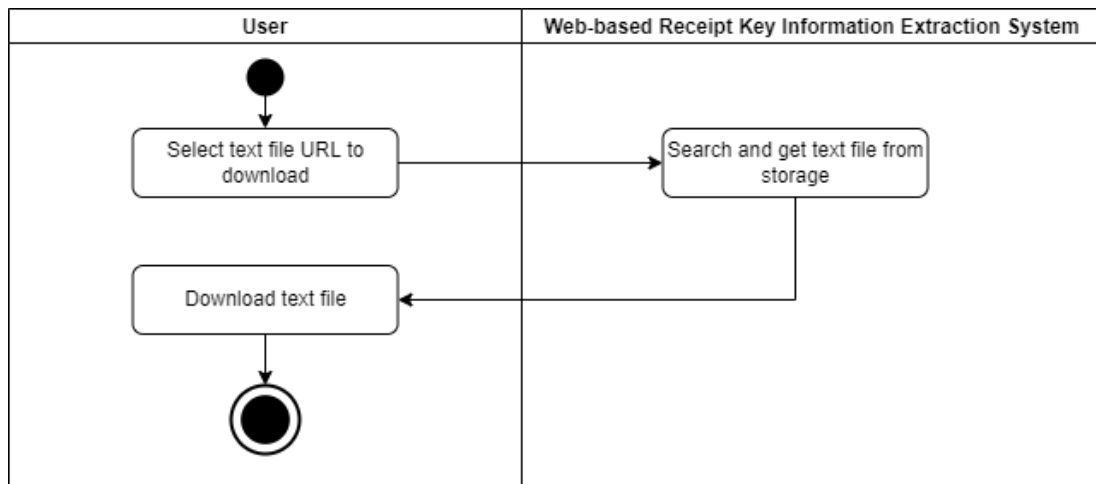 User
Web-based Receipt Key Information Extraction System
Select text file URL to
download
Search and get text file from
storage
Download text file